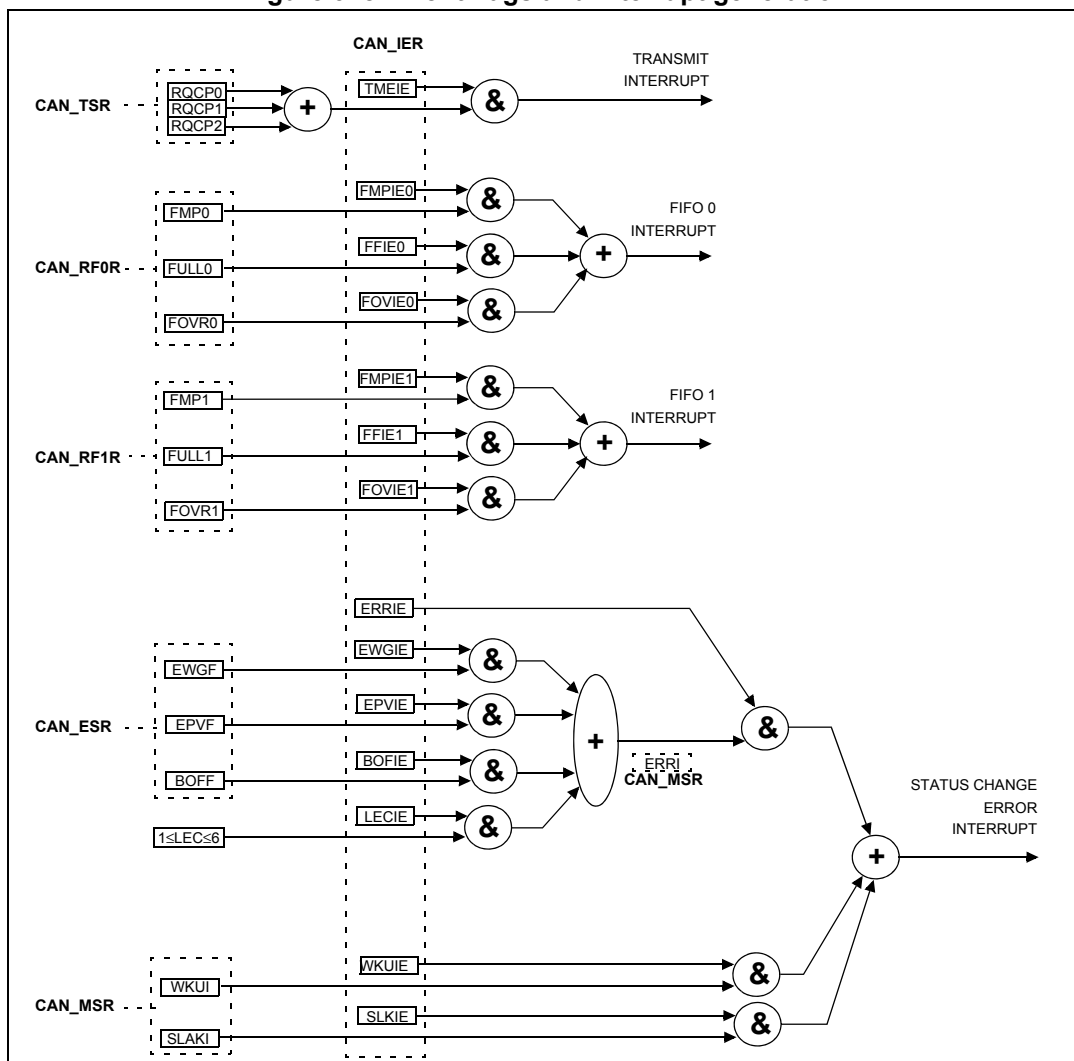 CAN_IER
TRANSMIT
INTERRUPT
CAN_TSR
RQCP0
RQCP1
RQCP2
+
TMEIE
&
FMPIE0
&
FMP0
FIFO 0
INTERRUPT
CAN_RF0R
FULL0
FFIE0
&
+
FOVIE0
&
FOVR0
FMPIE1
&
FMP1
FIFO 1
INTERRUPT
CAN_RF1R
FULL1
FFIE1
&
+
FOVIE1
&
FOVR1
ERRIE
EWGIE
&
EWGF
CAN_ESR
EPVF
EPVIE
&
+
&
ERRI
CAN_MSR
BOFIE
&
BOFF
LECIE
&
1≤LEC≤6
STATUS CHANGE
ERROR
INTERRUPT
+
WKUIE
&
WKUI
CAN_MSR
SLKIE
&
SLAKI